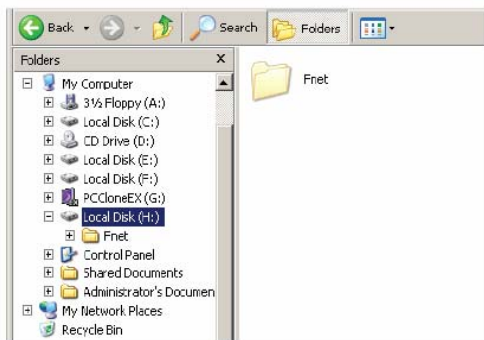 Back Search Folders
Folders X
My Computer
3½ Floppy (A:)
Local Disk (C:)
CD Drive (D:)
Local Disk (E:)
Local Disk (F:)
PCCloneEX (G:)
Local Disk (H:)
Fnet
Control Panel
Shared Documents
Administrator's Documen
My Network Places
Recycle Bin
Fnet